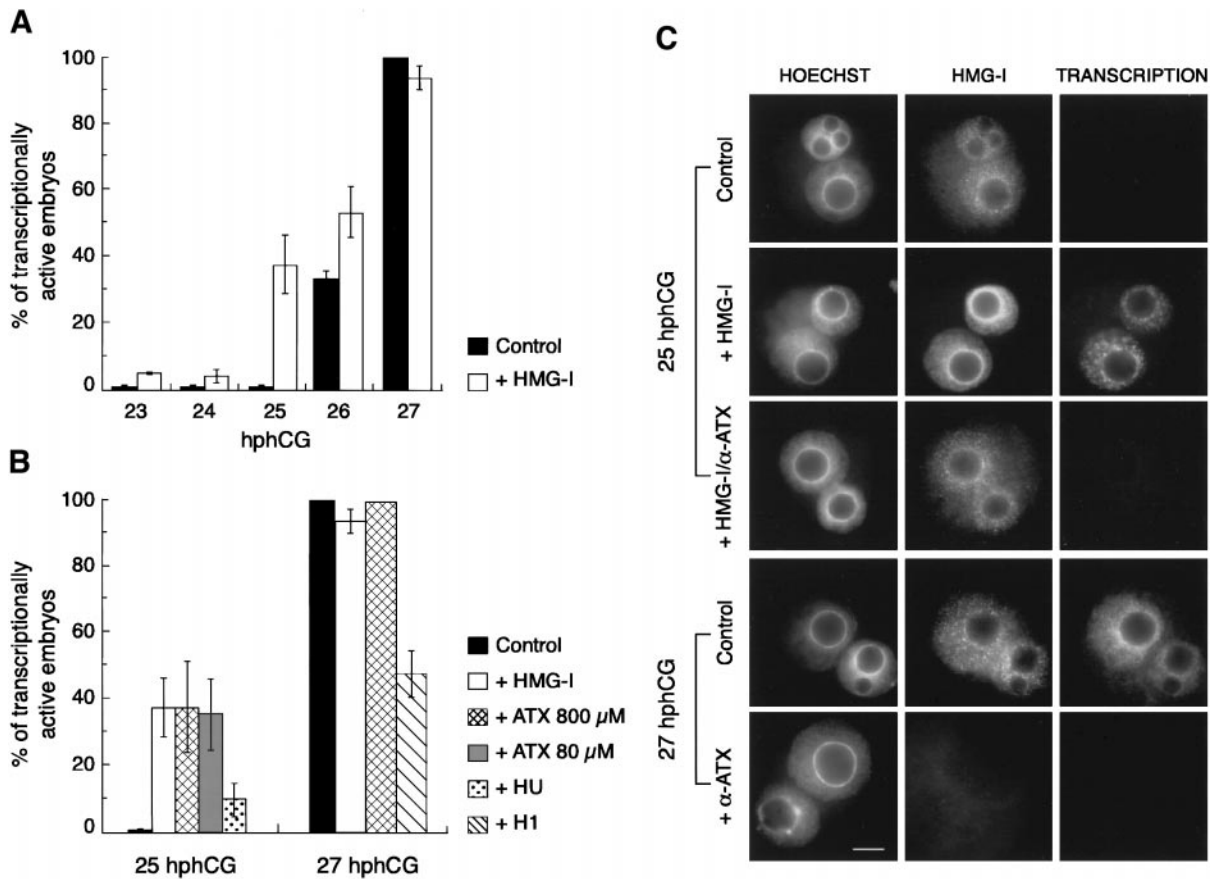 A
% of transcriptionally
active embryos
100
80
60
40
20
0
23 24 25 26 27
hphCG
Control
+ HMG-I
B
% of transcriptionally
active embryos
100
80
60
40
20
0
25 hphCG 27 hphCG
Control
+ HMG-I
+ ATX 800 µM
+ ATX 80 µM
+ HU
+ H1
C
HOECHST HMG-I TRANSCRIPTION
25 hphCG
Control
+ HMG-I
+ HMG-I/α-ATX
27 hphCG
Control
+ α-ATX